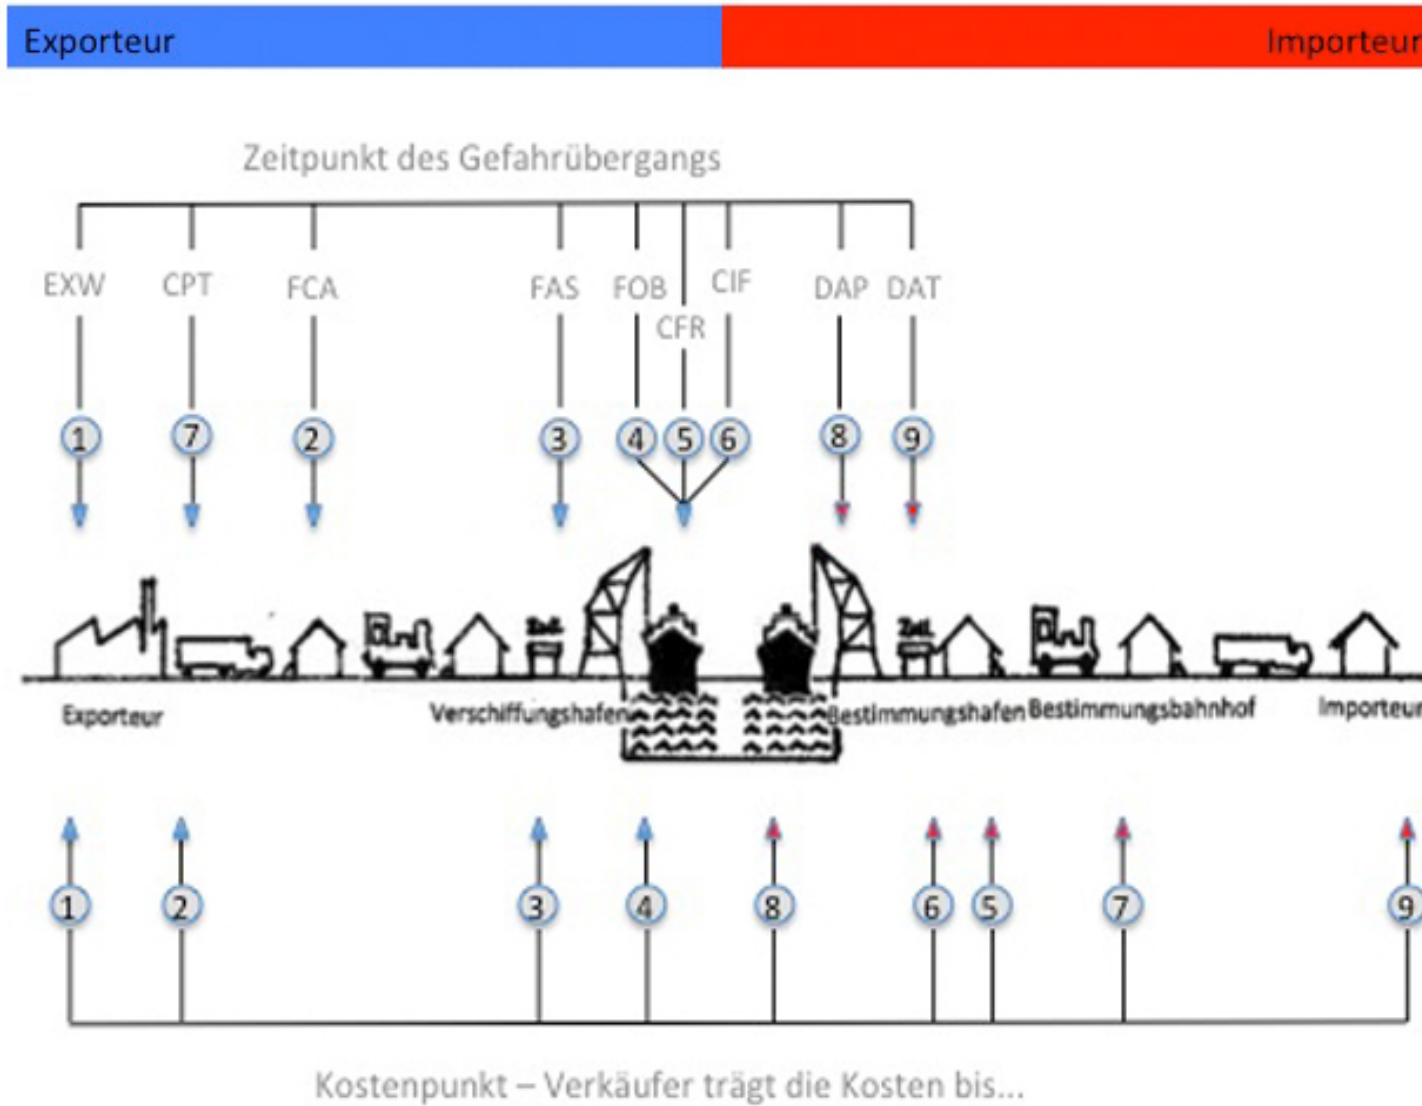 Exporteur Importeur
Zeitpunkt des Gefahrübergangs
EXW CPT FCA FAS FOB CIF DAP DAT
CFR
1 7 2 3 4 5 6 8 9
Zoll Zoll
Exporteur Verschiffungshafen Bestimmungshafen Bestimmungsbahnhof Importeur
1 2 3 4 8 6 5 7 9
Kostenpunkt – Verkäufer trägt die Kosten bis...